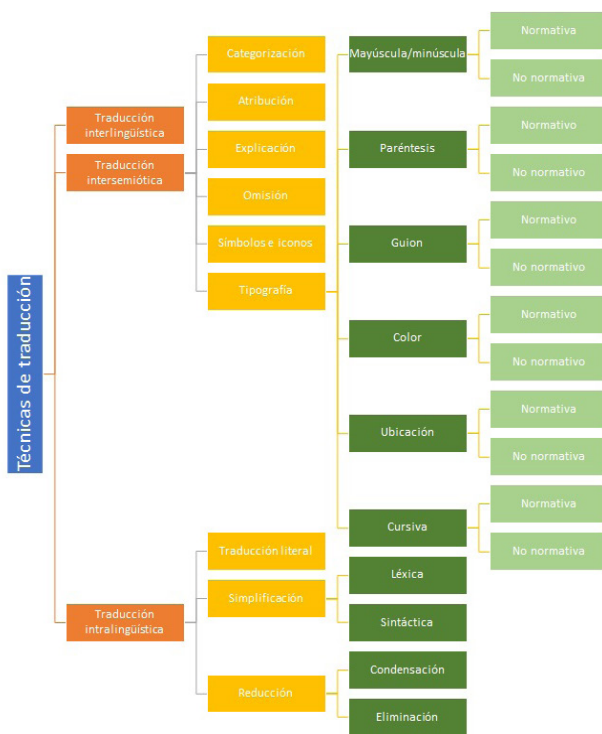 Técnicas de traducción
Traducción
interlingüística
Traducción
intersemiótica
Categorización
Atribución
Explicación
Omisión
Símbolos e iconos
Tipografía
Mayúscula/minúscula
Normativa
No normativa
Paréntesis
Normativo
No normativo
Guion
Normativo
No normativo
Color
Normativo
No normativo
Ubicación
Normativa
No normativa
Cursiva
Normativa
No normativa
Traducción
intralingüística
Traducción literal
Simplificación
Léxica
Sintáctica
Reducción
Condensación
Eliminación